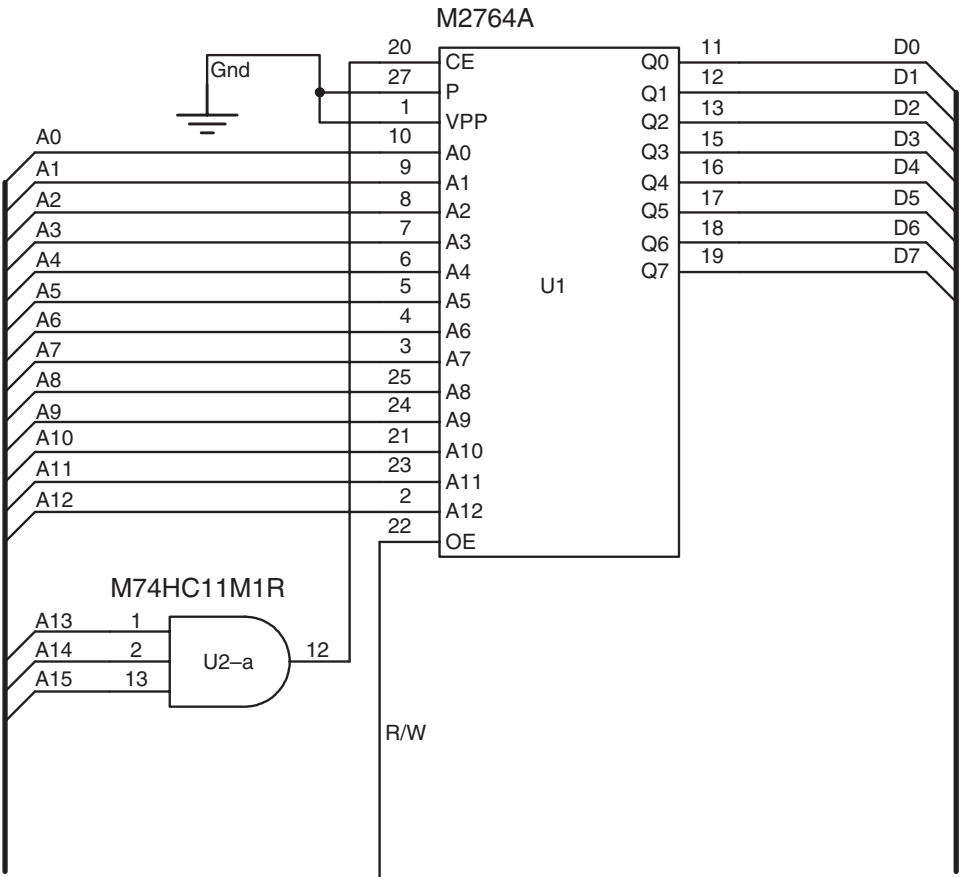 M2764A
20 CE Q0 11 D0
Gnd 27 P Q1 12 D1
1 VPP Q2 13 D2
A0 10 A0 Q3 15 D3
A1 9 A1 Q4 16 D4
A2 8 A2 Q5 17 D5
A3 7 A3 Q6 18 D6
A4 6 A4 Q7 19 D7
U1
A5 5 A5
A6 4 A6
A7 3 A7
A8 25 A8
A9 24 A9
A10 21 A10
A11 23 A11
A12 2 A12
22 OE
M74HC11M1R
A13 1
A14 2 U2–a 12
A15 13
R/W